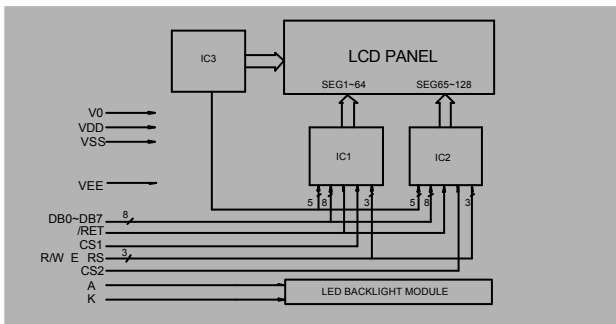 IC3
LCD PANEL
SEG1~64 SEG65~128
V0
VDD
VSS
IC1 IC2
VEE
5 8 3 5 8 3
DB0~DB7 8
/RET
CS1
R/W E RS 3
CS2
A
K
LED BACKLIGHT MODULE